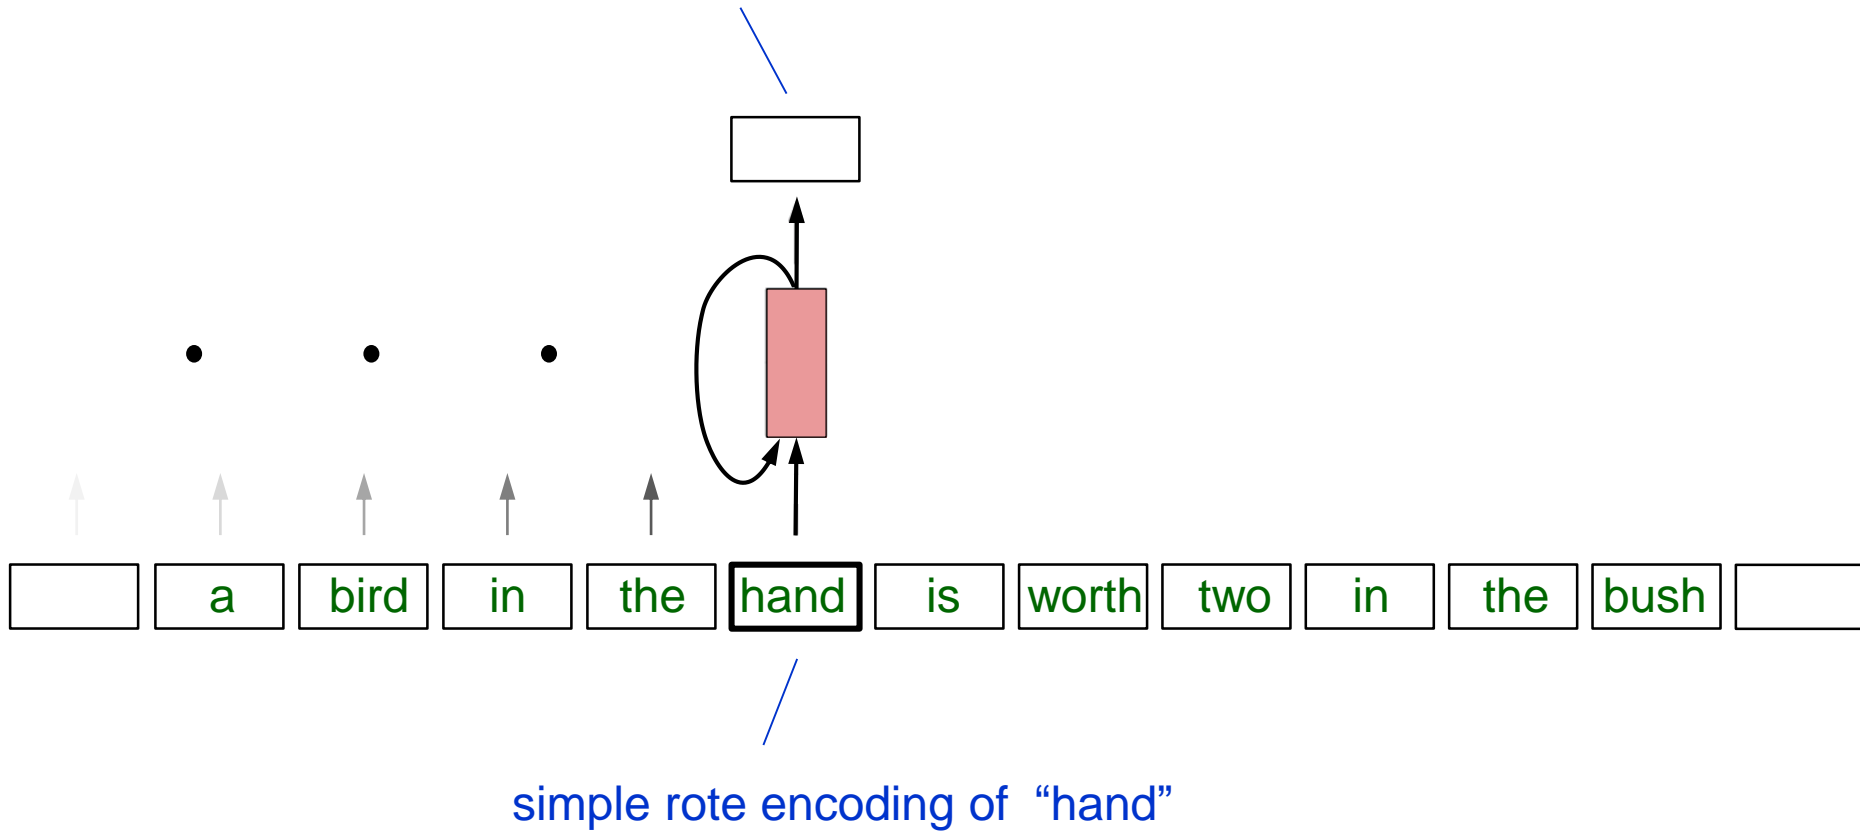 a bird in the hand is worth two in the bush
simple rote encoding of “hand”